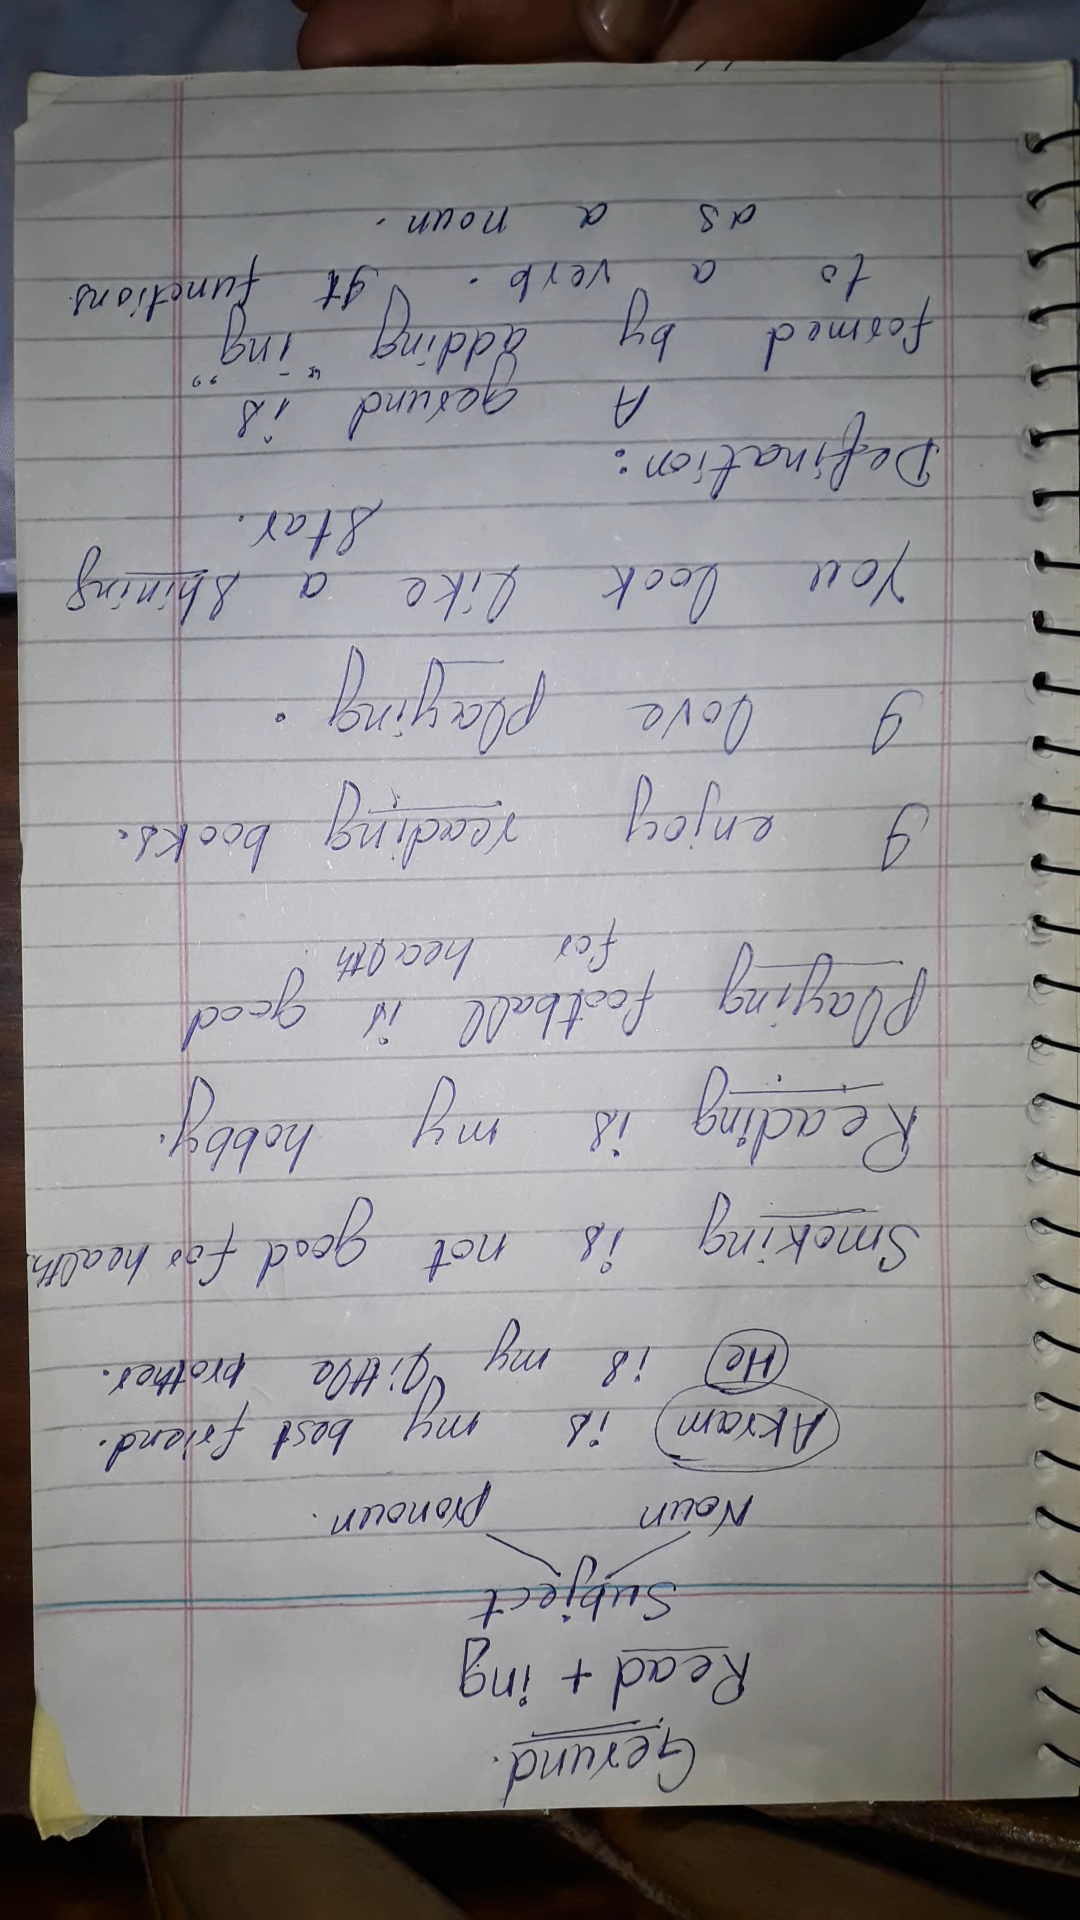 Gerund.
Read + ing
Subject
Noun pronoun.
Akram is my best friend.
He is my little brother.
Smoking is not good for health.
Reading is my hobby.
Playing football is good
for health
I enjoy reading books.
I love playing.
You look like a shining
star.
Defination:
A gerund is
formed by adding "-ing"
to a verb. It functions
as a noun.